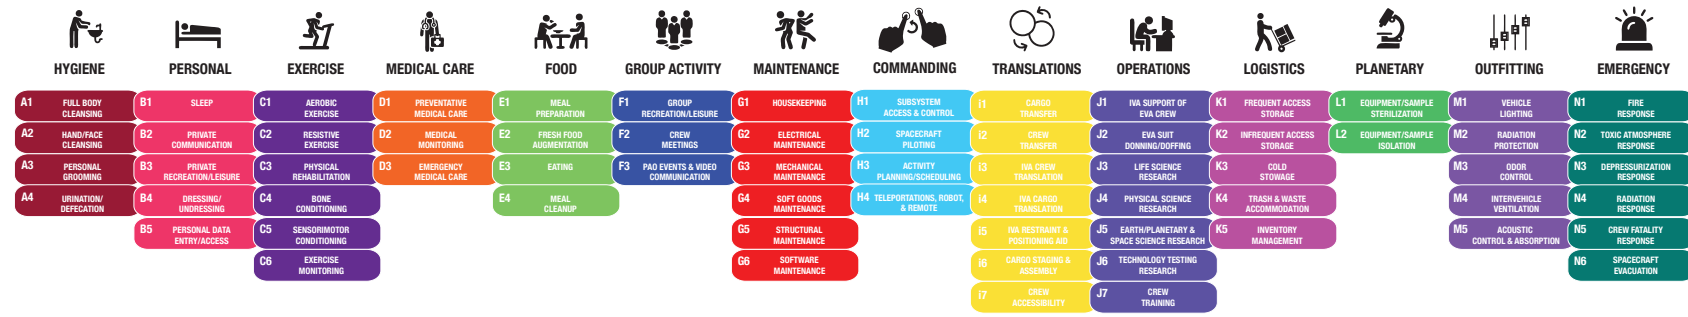 HYGIENE
A1 FULL BODY
CLEANSING
A2 HAND/FACE
CLEANSING
A3 PERSONAL
GROOMING
A4 URINATION/
DEFECATION
PERSONAL
B1 SLEEP
B2 PRIVATE
COMMUNICATION
B3 PRIVATE
RECREATION/LEISURE
B4 DRESSING/
UNDRESSING
B5 PERSONAL DATA
ENTRY/ACCESS
EXERCISE
C1 AEROBIC
EXERCISE
C2 RESISTIVE
EXERCISE
C3 PHYSICAL
REHABILITATION
C4 BONE
CONDITIONING
C5 SENSORIMOTOR
CONDITIONING
C6 EXERCISE
MONITORING
MEDICAL CARE
D1 PREVENTATIVE
MEDICAL CARE
D2 MEDICAL
MONITORING
D3 EMERGENCY
MEDICAL CARE
FOOD
E1 MEAL
PREPARATION
E2 FRESH FOOD
AUGMENTATION
E3 EATING
E4 MEAL
CLEANUP
GROUP ACTIVITY
F1 GROUP
RECREATION/LEISURE
F2 CREW
MEETINGS
F3 PAO EVENTS & VIDEO
COMMUNICATION
MAINTENANCE
G1 HOUSEKEEPING
G2 ELECTRICAL
MAINTENANCE
G3 MECHANICAL
MAINTENANCE
G4 SOFT GOODS
MAINTENANCE
G5 STRUCTURAL
MAINTENANCE
G6 SOFTWARE
MAINTENANCE
COMMANDING
H1 SUBSYSTEM
ACCESS & CONTROL
H2 SPACECRAFT
PILOTING
H3 ACTIVITY
PLANNING/SCHEDULING
H4 TELEPORTATIONS, ROBOT,
& REMOTE
TRANSLATIONS
i1 CARGO
TRANSFER
i2 CREW
TRANSFER
i3 IVA CREW
TRANSLATION
i4 IVA CARGO
TRANSLATION
i5 IVA RESTRAINT &
POSITIONING AID
i6 CARGO STAGING &
ASSEMBLY
i7 CREW
ACCESSIBILITY
OPERATIONS
J1 IVA SUPPORT OF
EVA CREW
J2 EVA SUIT
DONNING/DOFFING
J3 LIFE SCIENCE
RESEARCH
J4 PHYSICAL SCIENCE
RESEARCH
J5 EARTH/PLANETARY &
SPACE SCIENCE RESEARCH
J6 TECHNOLOGY TESTING
RESEARCH
J7 CREW
TRAINING
LOGISTICS
K1 FREQUENT ACCESS
STORAGE
K2 INFREQUENT ACCESS
STORAGE
K3 COLD
STOWAGE
K4 TRASH & WASTE
ACCOMMODATION
K5 INVENTORY
MANAGEMENT
PLANETARY
L1 EQUIPMENT/SAMPLE
STERILIZATION
L2 EQUIPMENT/SAMPLE
ISOLATION
OUTFITTING
M1 VEHICLE
LIGHTING
M2 RADIATION
PROTECTION
M3 ODOR
CONTROL
M4 INTERVEHICLE
VENTILATION
M5 ACOUSTIC
CONTROL & ABSORPTION
EMERGENCY
N1 FIRE
RESPONSE
N2 TOXIC ATMOSPHERE
RESPONSE
N3 DEPRESSURIZATION
RESPONSE
N4 RADIATION
RESPONSE
N5 CREW FATALITY
RESPONSE
N6 SPACECRAFT
EVACUATION